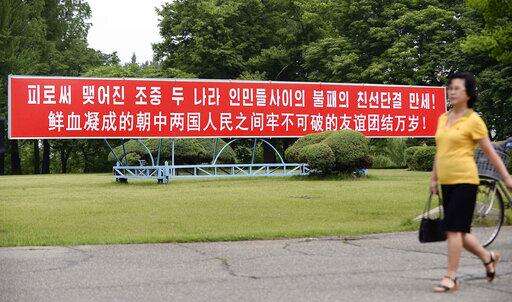 피로써 맺어진 조중 두 나라 인민들사이의 불패의 친선단결 만세!
鲜血凝成的朝中两国人民之间牢不可破的友谊团结万岁!